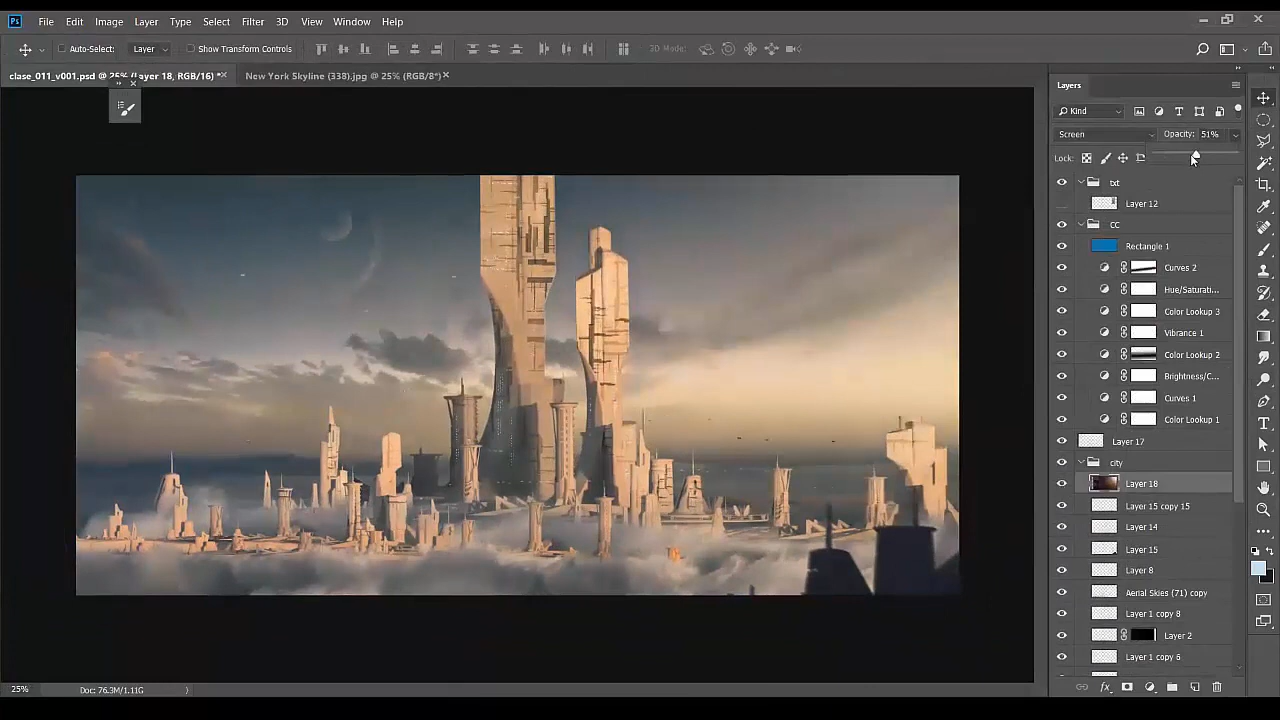 Ps File Edit Image Layer Type Select Filter 3D View Window Help
Auto-Select: Layer Show Transform Controls 3D Mode:
clase_011_v001.psd @ 25% (Layer 18, RGB/16) * New York Skyline (338).jpg @ 25% (RGB/8*)
Layers
Kind
Screen Opacity: 51%
Lock:
txt
Layer 12
CC
Rectangle 1
Curves 2
Hue/Saturati...
Color Lookup 3
Vibrance 1
Color Lookup 2
Brightness/C...
Curves 1
Color Lookup 1
Layer 17
city
Layer 18
Layer 15 copy 15
Layer 14
Layer 15
Layer 8
Aerial Skies (71) copy
Layer 1 copy 8
Layer 2
Layer 1 copy 6
fx
25% Doc: 76.3M/1.11G